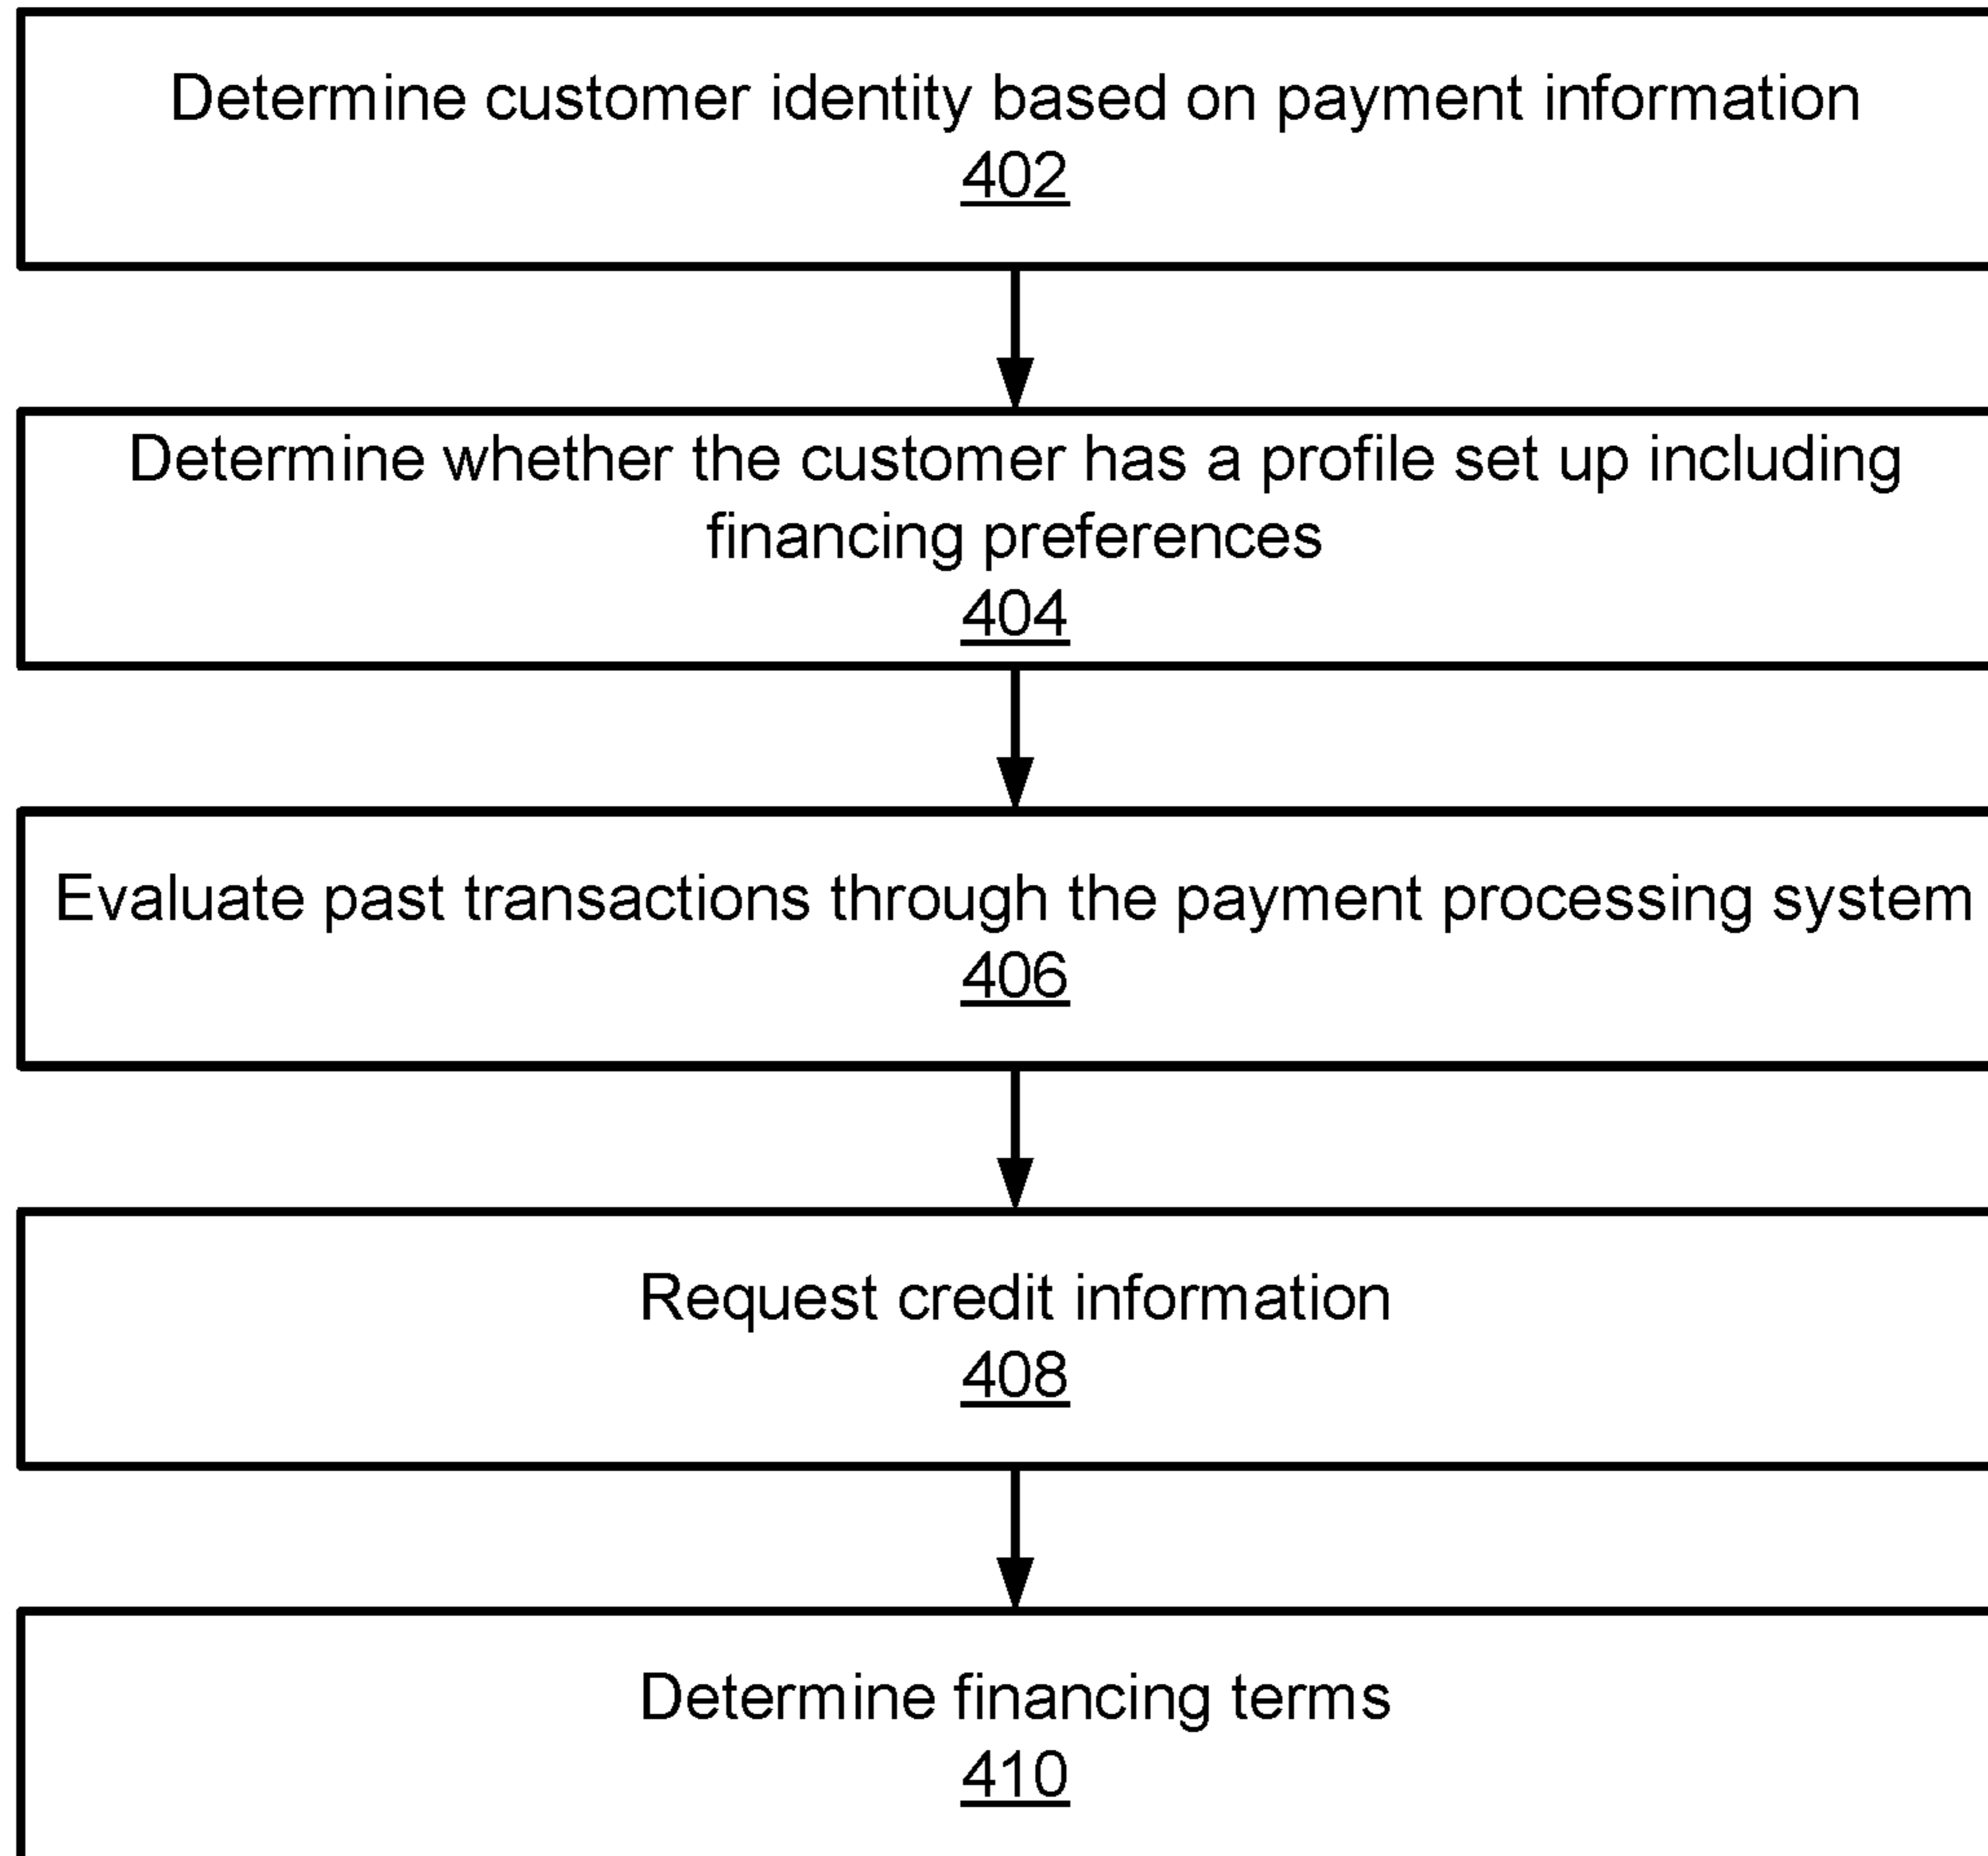 Determine customer identity based on payment information
402
Determine whether the customer has a profile set up including
financing preferences
404
Evaluate past transactions through the payment processing system
406
Request credit information
408
Determine financing terms
410